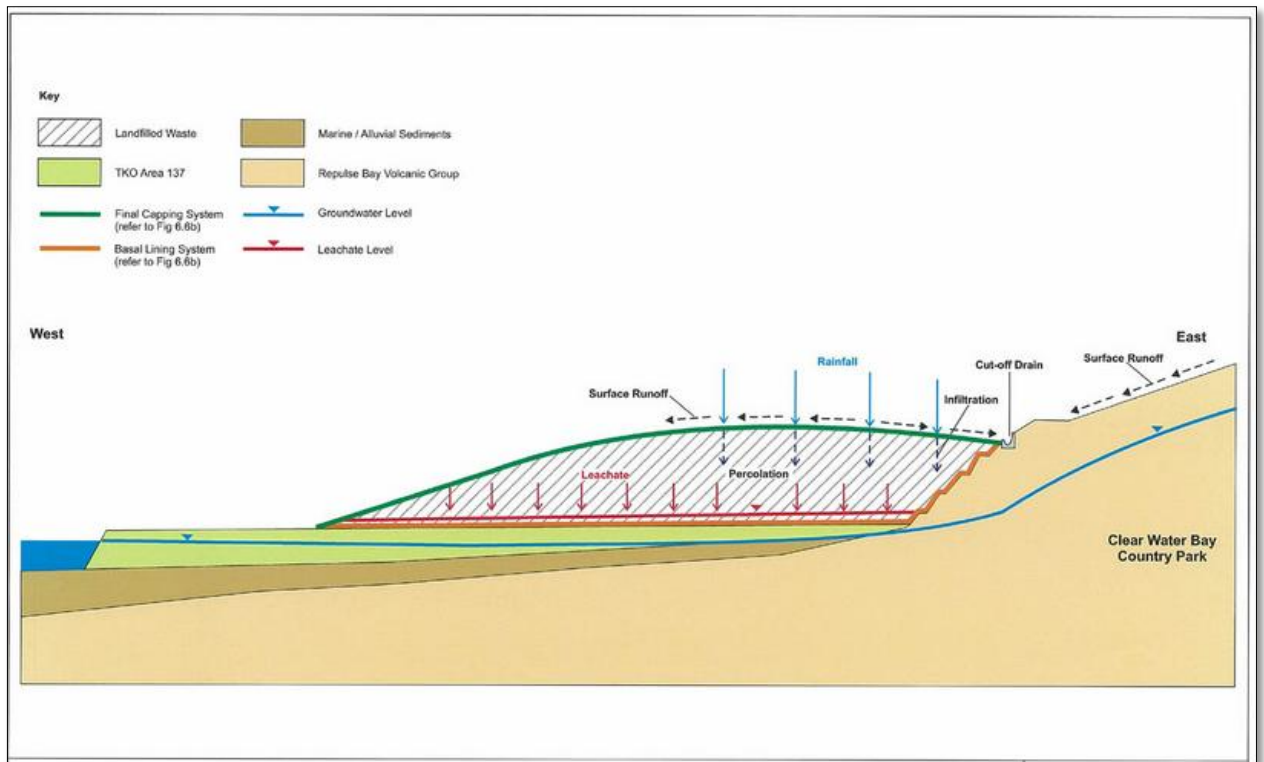 Key
Landfilled Waste
Marine / Alluvial Sediments
TKO Area 137
Repulse Bay Volcanic Group
Final Capping System
(refer to Fig 6.6b)
Groundwater Level
Basal Lining System
(refer to Fig 6.6b)
Leachate Level
West
East
Rainfall
Cut-off Drain
Surface Runoff
Surface Runoff
Infiltration
Leachate
Percolation
Clear Water Bay
Country Park